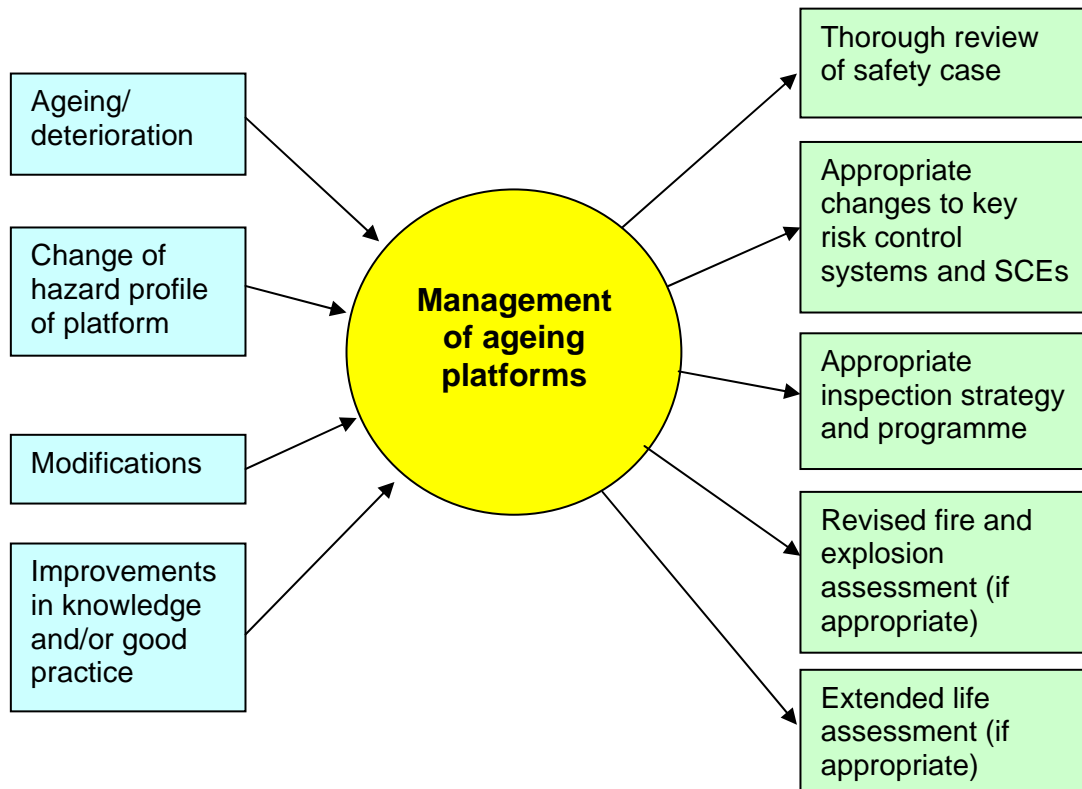 Ageing/
deterioration
Change of
hazard profile
of platform
Modifications
Improvements
in knowledge
and/or good
practice
Management
of ageing
platforms
Thorough review
of safety case
Appropriate
changes to key
risk control
systems and SCEs
Appropriate
inspection strategy
and programme
Revised fire and
explosion
assessment (if
appropriate)
Extended life
assessment (if
appropriate)